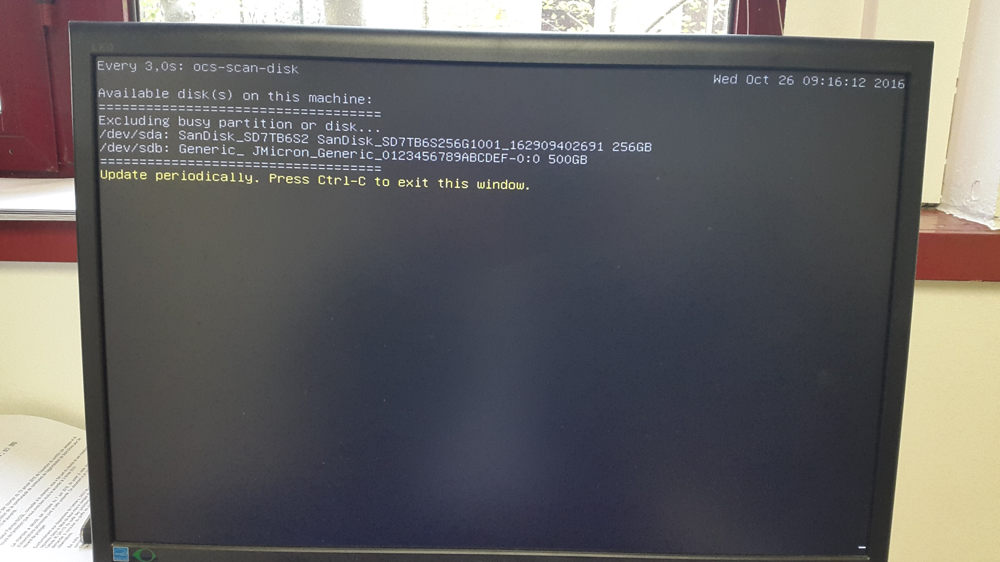 LED
Every 3,0s: ocs-scan-disk
Wed Oct 26 09:16:12 2016
Available disk(s) on this machine:
===================================
Excluding busy partition or disk...
/dev/sda: SanDisk_SD7TB6S2 SanDisk_SD7TB6S256G1001_162909402691 256GB
/dev/sdb: Generic_ JMicron_Generic_0123456789ABCDEF-0:0 500GB
===================================
Update periodically. Press Ctrl-C to exit this window.